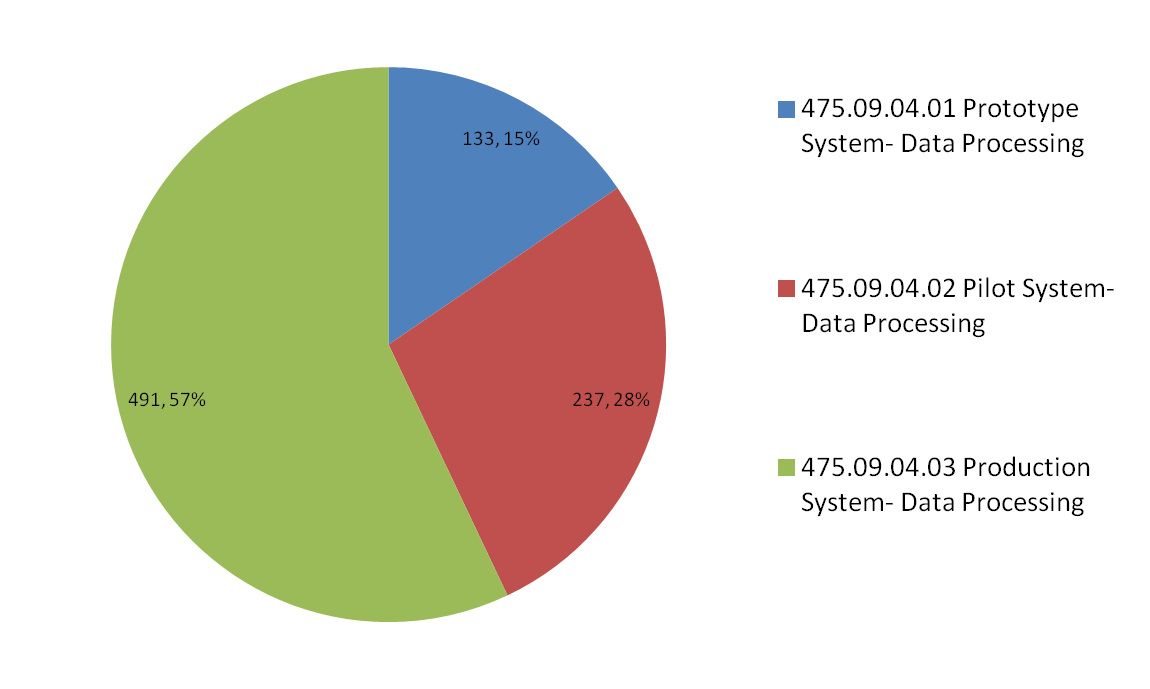 133, 15%
237, 28%
491, 57%
475.09.04.01 Prototype
System- Data Processing
475.09.04.02 Pilot System-
Data Processing
475.09.04.03 Production
System- Data Processing